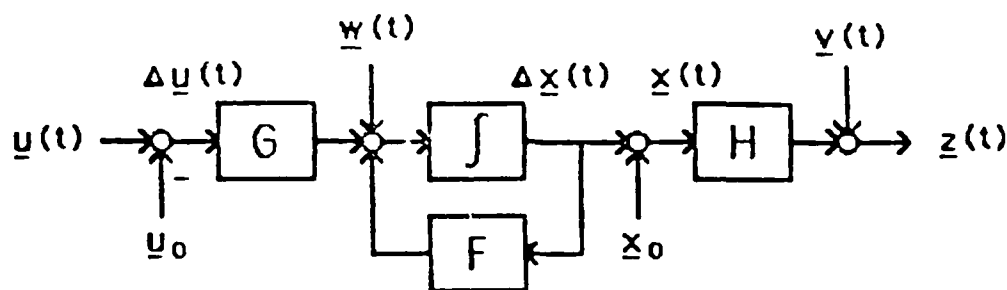 w(t)
v(t)
Δu(t)
Δx(t)
x(t)
u(t)
G
∫
H
z(t)
-
u0
F
x0